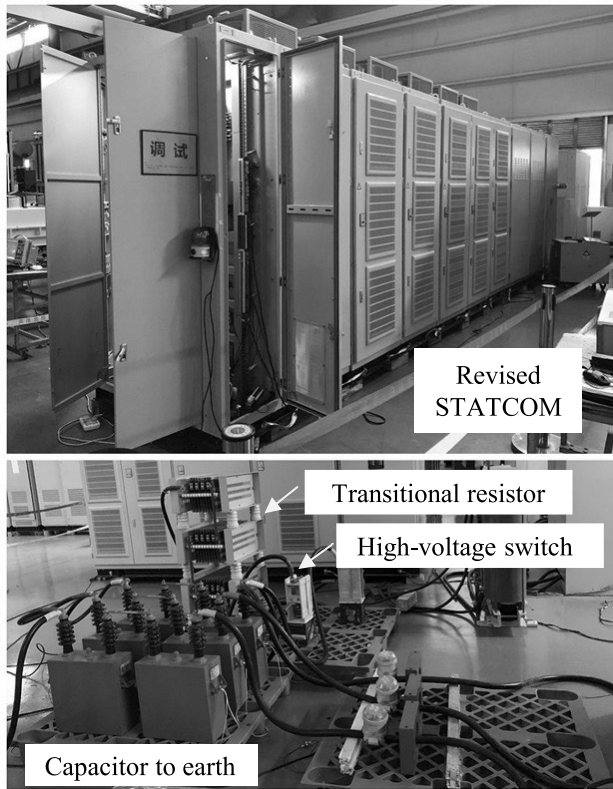 调试
Revised
STATCOM
Transitional resistor
High-voltage switch
Capacitor to earth